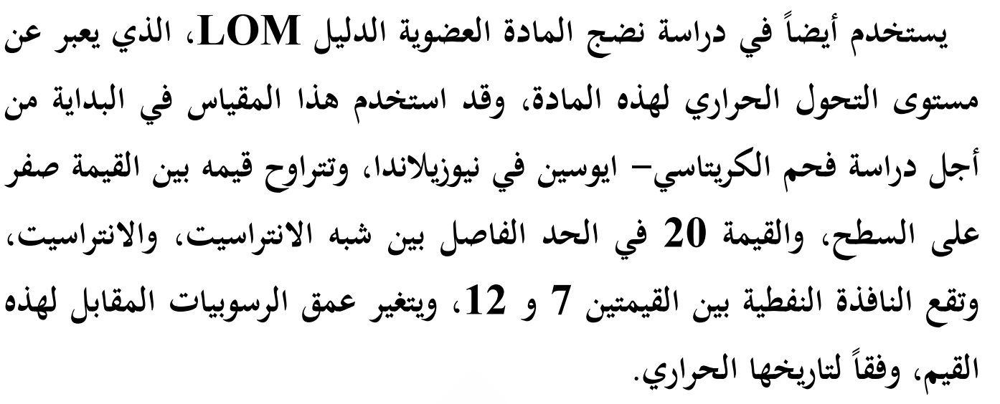 يستخدم أيضاً في دراسة نضج المادة العضوية الدليل LOM، الذي يعبر عن
مستوى التحول الحراري لهذه المادة، وقد استخدم هذا المقياس في البداية من
أجل دراسة فحم الكريتاسي– ايوسين في نيوزيلاندا، وتتراوح قيمه بين القيمة صفر
على السطح، والقيمة 20 في الحد الفاصل بين شبه الانتراسيت، والانتراسيت،
وتقع النافذة النفطية بين القيمتين 7 و 12، ويتغير عمق الرسوبيات المقابل لهذه
القيم، وفقاً لتاريخها الحراري.